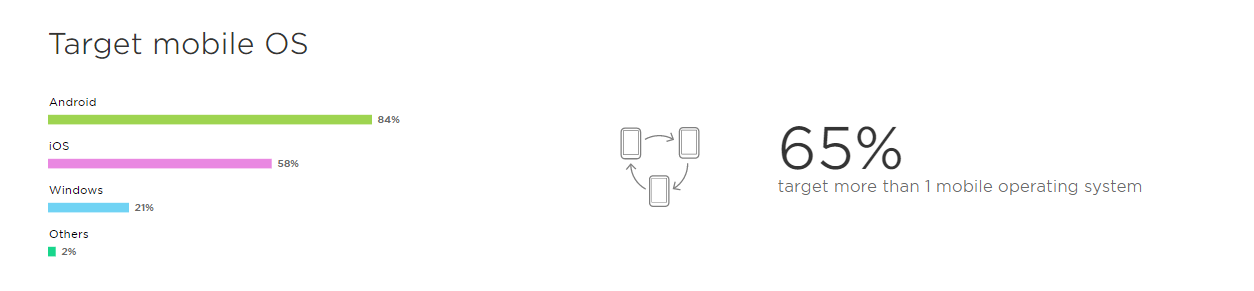 Target mobile OS
Android
84%
iOS
58%
Windows
21%
Others
2%
65%
target more than 1 mobile operating system